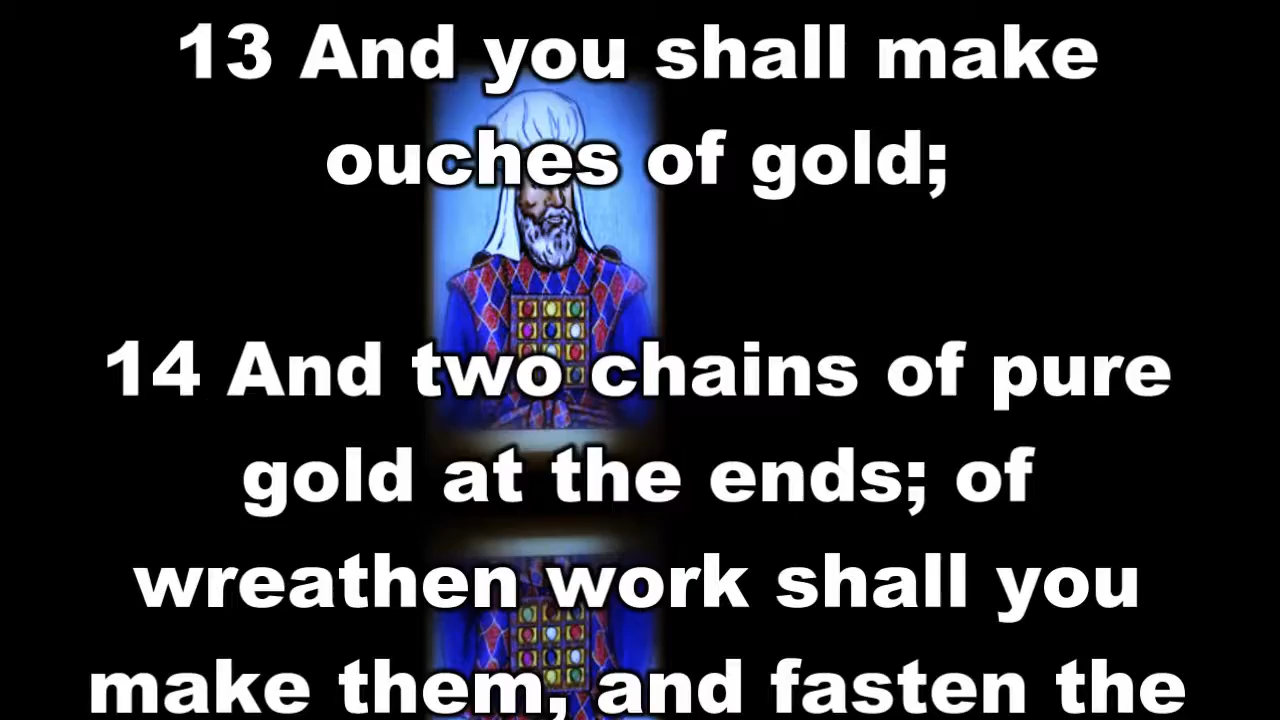 13 And you shall make
ouches of gold;
14 And two chains of pure
gold at the ends; of
wreathen work shall you
make them, and fasten the